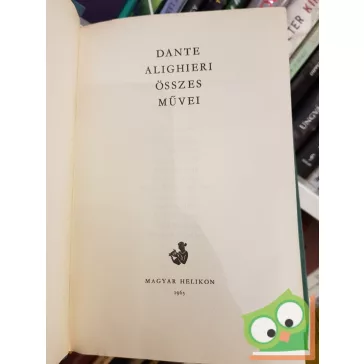 DANTE
ALIGHIERI
ÖSSZES
MŰVEI
MAGYAR HELIKON
1965